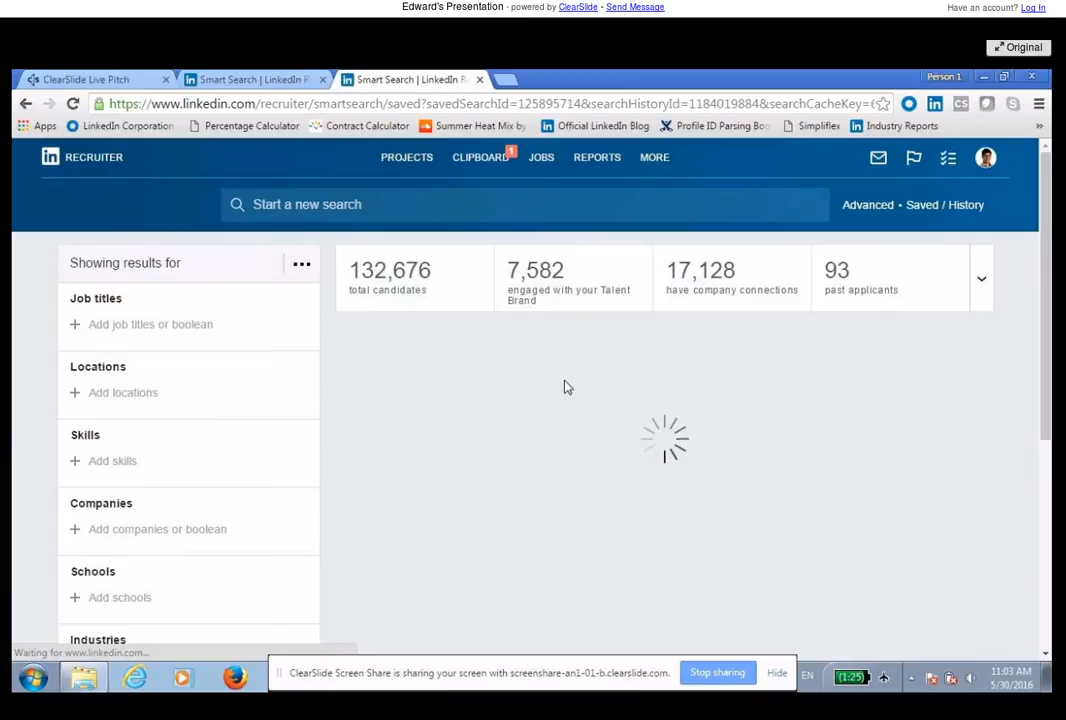 Edward's Presentation - powered by ClearSlide - Send Message
Have an account? Log In
Original
ClearSlide Live Pitch
Smart Search | LinkedIn R
Smart Search | LinkedIn R
Person 1
https://www.linkedin.com/recruiter/smartsearch/saved?savedSearchId=125895714&searchHistoryId=1184019884&searchCacheKey=
Apps LinkedIn Corporation Percentage Calculator Contract Calculator Summer Heat Mix by Official LinkedIn Blog Profile ID Parsing Boo Simpliflex Industry Reports »
in RECRUITER
PROJECTS CLIPBOARD 1 JOBS REPORTS MORE
Start a new search
Advanced • Saved / History
Showing results for ...
132,676 7,582 17,128 93
total candidates engaged with your Talent Brand have company connections past applicants
Job titles
+ Add job titles or boolean
Locations
+ Add locations
Skills
+ Add skills
Companies
+ Add companies or boolean
Schools
+ Add schools
Industries
Waiting for www.linkedin.com...
ClearSlide Screen Share is sharing your screen with screenshare-an1-01-b.clearslide.com. Stop sharing Hide
EN (1:25)
11:03 AM
5/30/2016